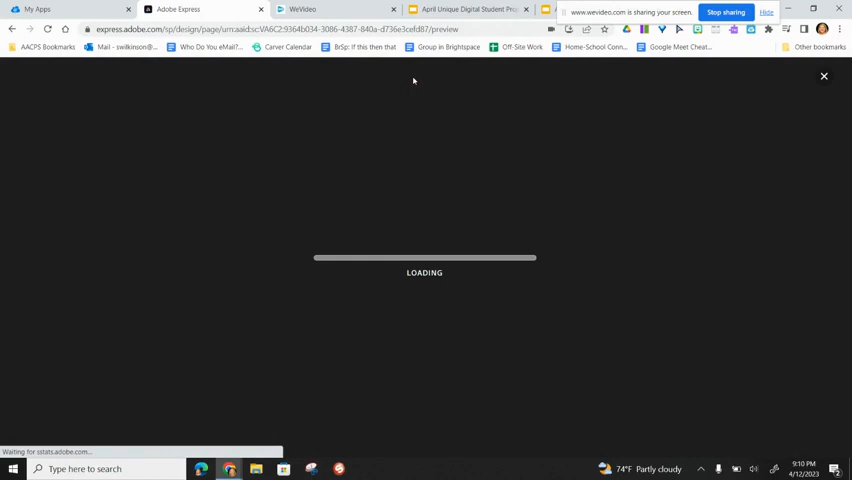 My Apps
Adobe Express
WeVideo
April Unique Digital Student Pro
www.wevideo.com is sharing your screen.
Stop sharing
Hide
express.adobe.com/sp/design/page/urn:aaid:sc:VA6C2:9364b034-3086-4387-840a-d736e3cefd87/preview
AACPS Bookmarks
Mail - swilkinson@...
Who Do You eMail?...
Carver Calendar
BrSp: If this then that
Group in Brightspace
Off-Site Work
Home-School Conn...
Google Meet Cheat...
Other bookmarks
LOADING
Waiting for sstats.adobe.com...
Type here to search
74°F Partly cloudy
9:10 PM
4/12/2023
2